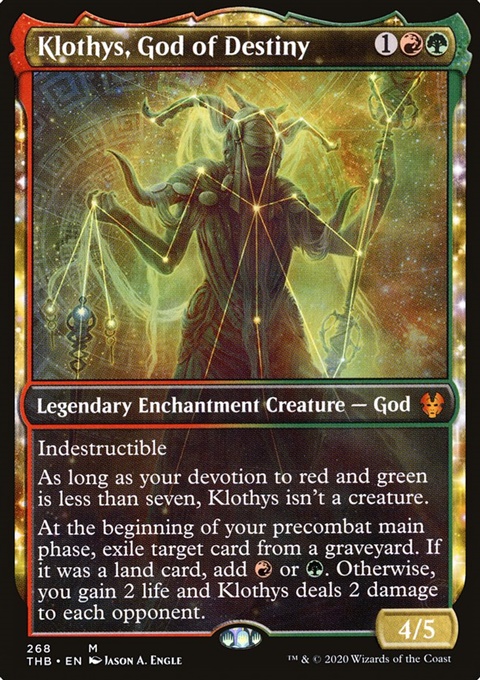 Klothys, God of Destiny 1
Legendary Enchantment Creature — God
Indestructible
As long as your devotion to red and green
is less than seven, Klothys isn't a creature.
At the beginning of your precombat main
phase, exile target card from a graveyard. If
it was a land card, add or . Otherwise,
you gain 2 life and Klothys deals 2 damage
to each opponent.
4/5
268 M
THB • EN Jason A. Engle
™ & © 2020 Wizards of the Coast